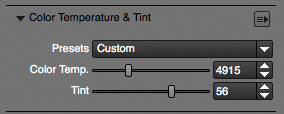 Color Temperature & Tint
Presets Custom
Color Temp. 4915
Tint 56